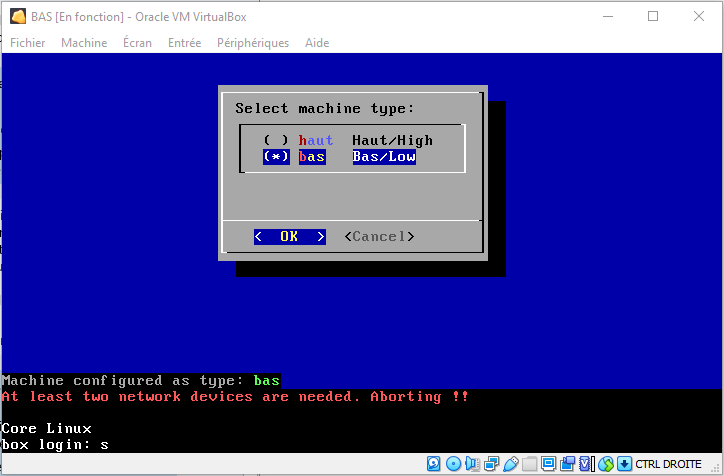 BAS [En fonction] - Oracle VM VirtualBox
Fichier Machine Écran Entrée Périphériques Aide
Select machine type:
( ) haut Haut/High
(*) bas Bas/Low
< OK > <Cancel>
Machine configured as type: bas
At least two network devices are needed. Aborting !!
Core Linux
box login: s
CTRL DROITE